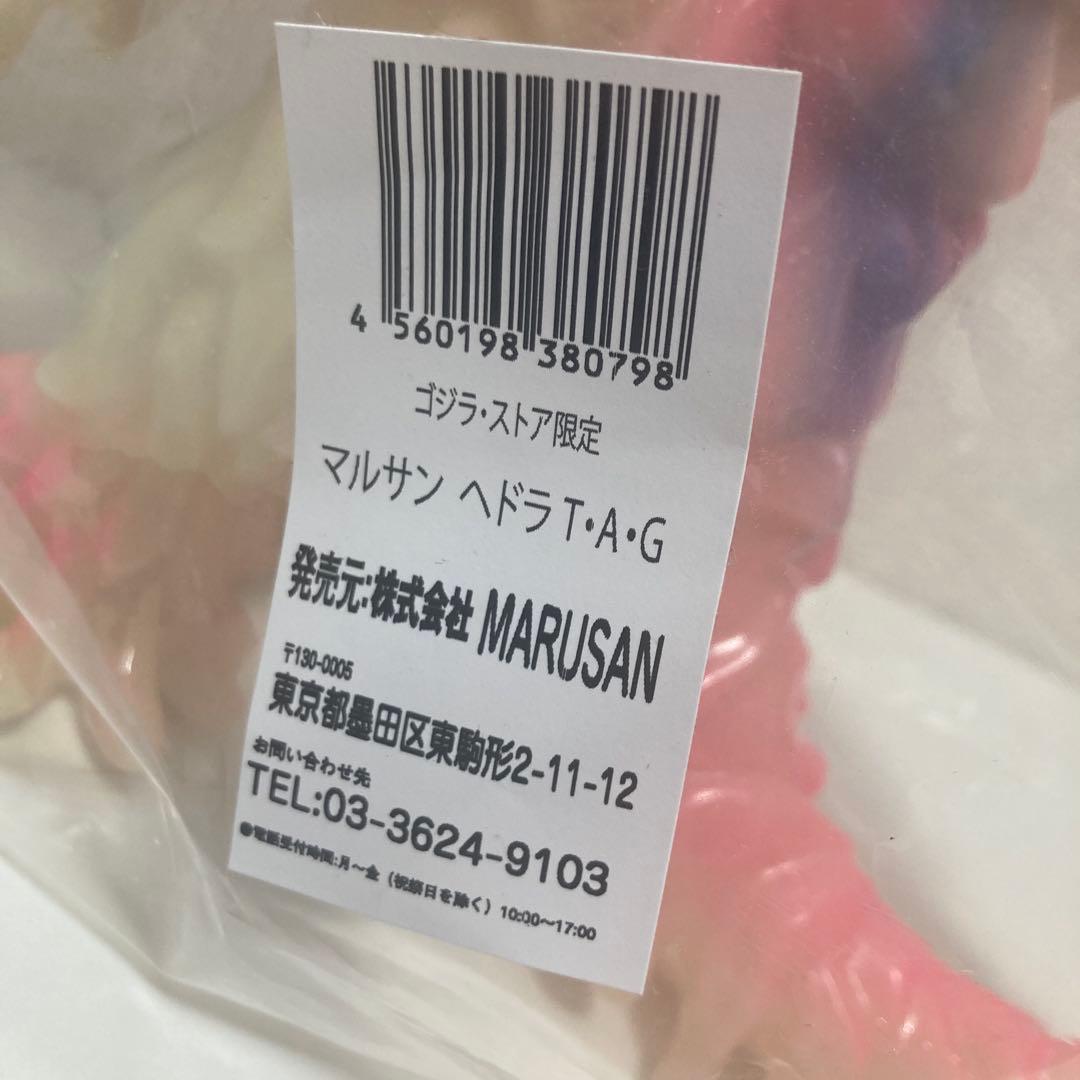 4 560198 380798
ゴジラ・ストア限定
マルサン ヘドラ T・A・G
発売元:株式会社 MARUSAN
〒130-0005
東京都墨田区東駒形2-11-12
お問い合わせ先
TEL:03-3624-9103
●電話受付時間:月〜金（祝祭日を除く）10:00〜17:00